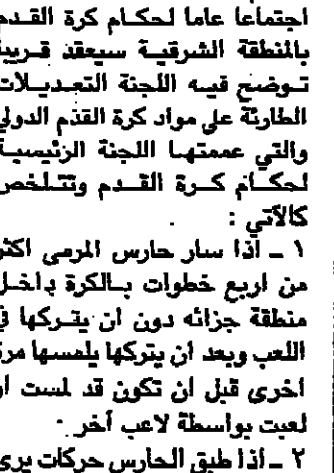 اجتماعا عاما لحكام كرة القدم
بالمنطقة الشرقية سيعقد قريبا
توضح فيه اللجنة التعديلات
الطارئة على مواد كرة القدم الدولي
والتي عممتها اللجنة الرئيسية
لحكام كرة القدم وتتلخص
كالآتي :
١ ـ اذا سار حارس المرمى اكثر
من اربع خطوات بالكرة داخل
منطقة جزائه دون ان يتركها في
اللعب وبعد ان يتركها يلمسها مرة
اخرى قبل ان تكون قد لمست او
لعبت بواسطة لاعب آخر .
٢ ـ اذا طبق الحارس حركات يرى